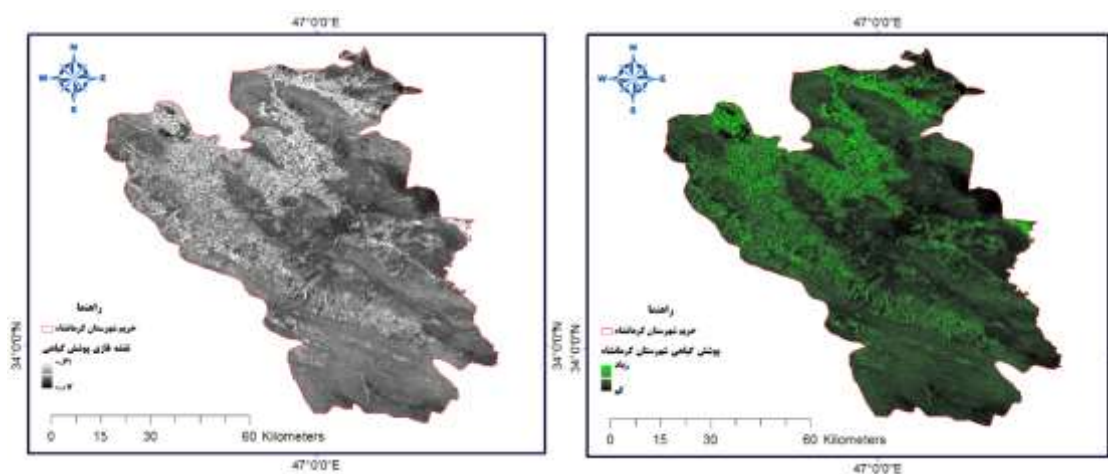 47°0'0"E
N
W
E
S
راهنما
حریم شهرستان کرمانشاه
نقشه فازی پوشش گیاهی
34°0'0"N
0 15 30 60 Kilometers
47°0'0"E
47°0'0"E
N
W
E
S
راهنما
حریم شهرستان کرمانشاه
پوشش گیاهی شهرستان کرمانشاه
زیاد
کم
34°0'0"N
34°0'0"N
0 15 30 60 Kilometers
47°0'0"E